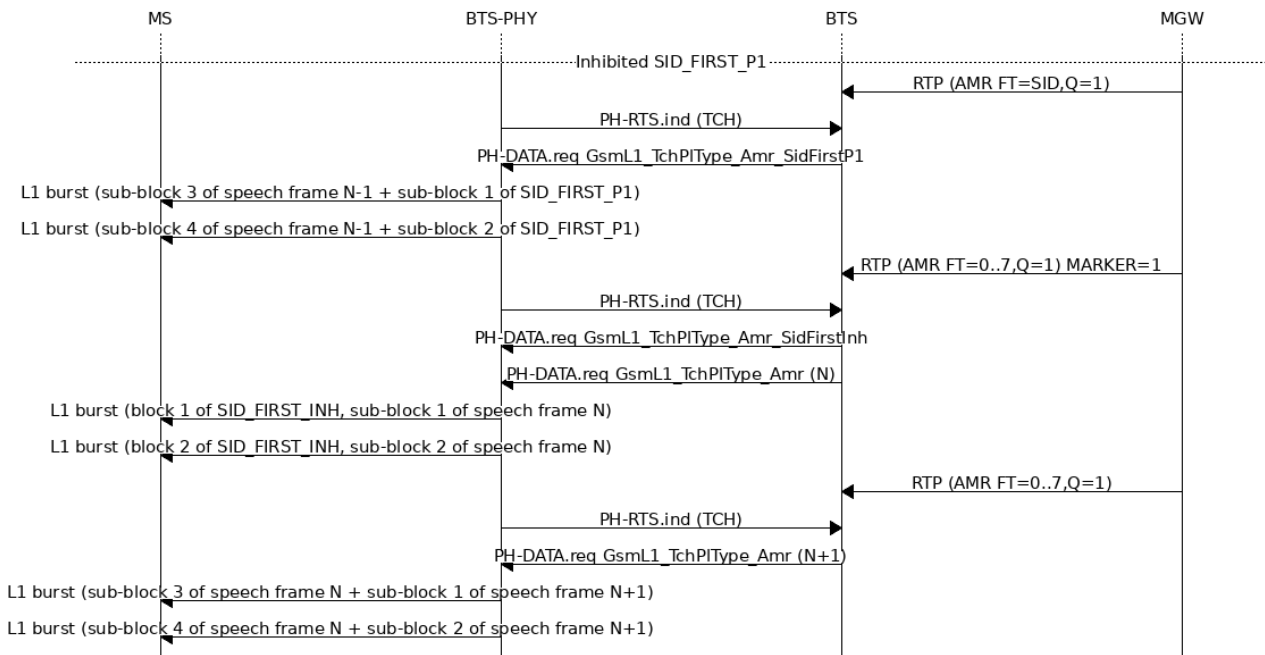 MS BTS-PHY BTS MGW
Inhibited SID_FIRST_P1
RTP (AMR FT=SID,Q=1)
PH-RTS.ind (TCH)
PH-DATA.req GsmL1_TchPlType_Amr_SidFirstP1
L1 burst (sub-block 3 of speech frame N-1 + sub-block 1 of SID_FIRST_P1)
L1 burst (sub-block 4 of speech frame N-1 + sub-block 2 of SID_FIRST_P1)
RTP (AMR FT=0..7,Q=1) MARKER=1
PH-RTS.ind (TCH)
PH-DATA.req GsmL1_TchPlType_Amr_SidFirstInh
PH-DATA.req GsmL1_TchPlType_Amr (N)
L1 burst (block 1 of SID_FIRST_INH, sub-block 1 of speech frame N)
L1 burst (block 2 of SID_FIRST_INH, sub-block 2 of speech frame N)
RTP (AMR FT=0..7,Q=1)
PH-RTS.ind (TCH)
PH-DATA.req GsmL1_TchPlType_Amr (N+1)
L1 burst (sub-block 3 of speech frame N + sub-block 1 of speech frame N+1)
L1 burst (sub-block 4 of speech frame N + sub-block 2 of speech frame N+1)